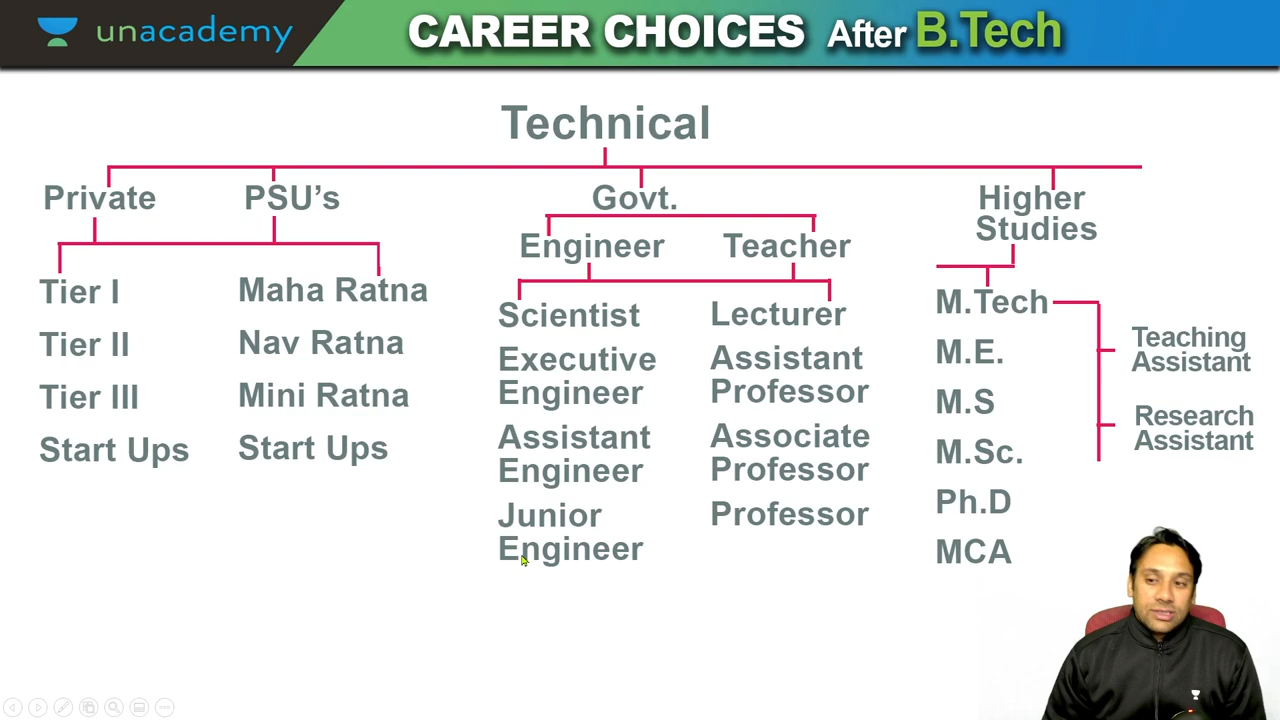 unacademy
CAREER CHOICES After B.Tech
Technical
Private
PSU's
Govt.
Higher
Studies
Engineer
Teacher
Tier I
Tier II
Tier III
Start Ups
Maha Ratna
Nav Ratna
Mini Ratna
Start Ups
Scientist
Executive
Engineer
Assistant
Engineer
Junior
Engineer
Lecturer
Assistant
Professor
Associate
Professor
Professor
M.Tech
M.E.
M.S
M.Sc.
Ph.D
MCA
Teaching
Assistant
Research
Assistant